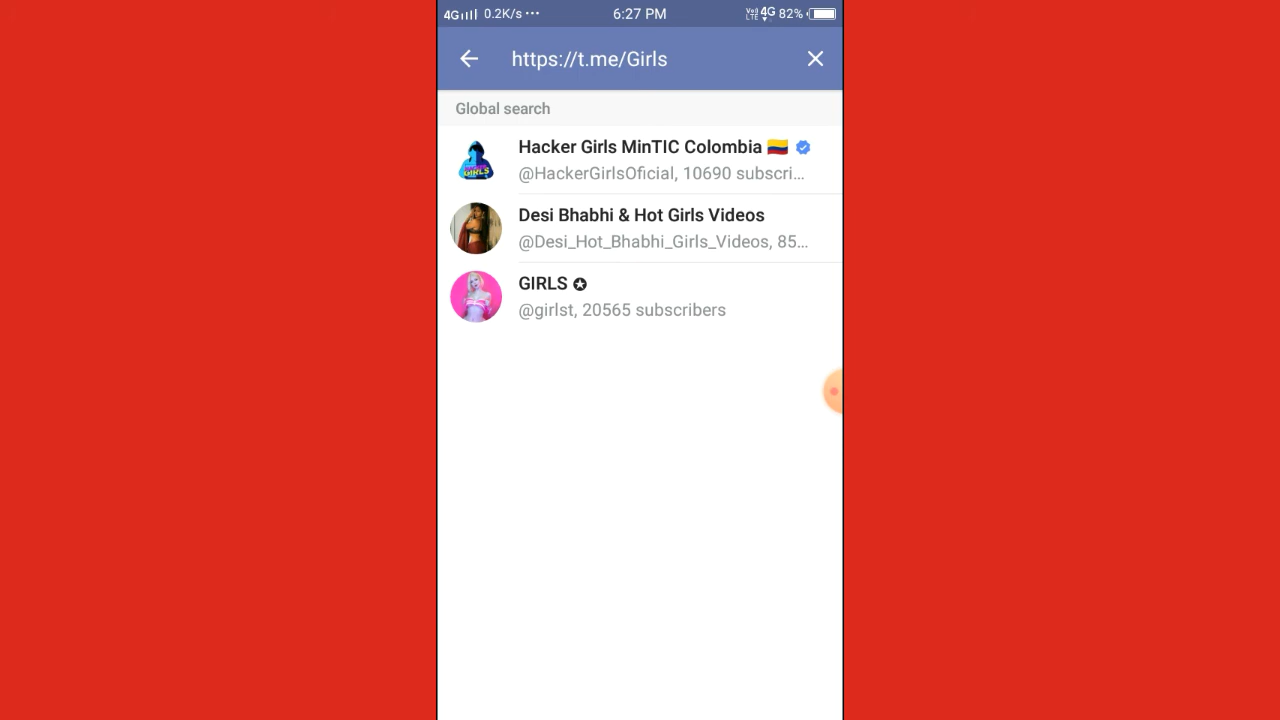 4G 0.2K/s ··· 6:27 PM VoLTE 4G 82%
https://t.me/Girls
Global search
Hacker Girls MinTIC Colombia 🇨🇴
@HackerGirlsOficial, 10690 subscri...
Desi Bhabhi & Hot Girls Videos
@Desi_Hot_Bhabhi_Girls_Videos, 85...
GIRLS
@girlst, 20565 subscribers